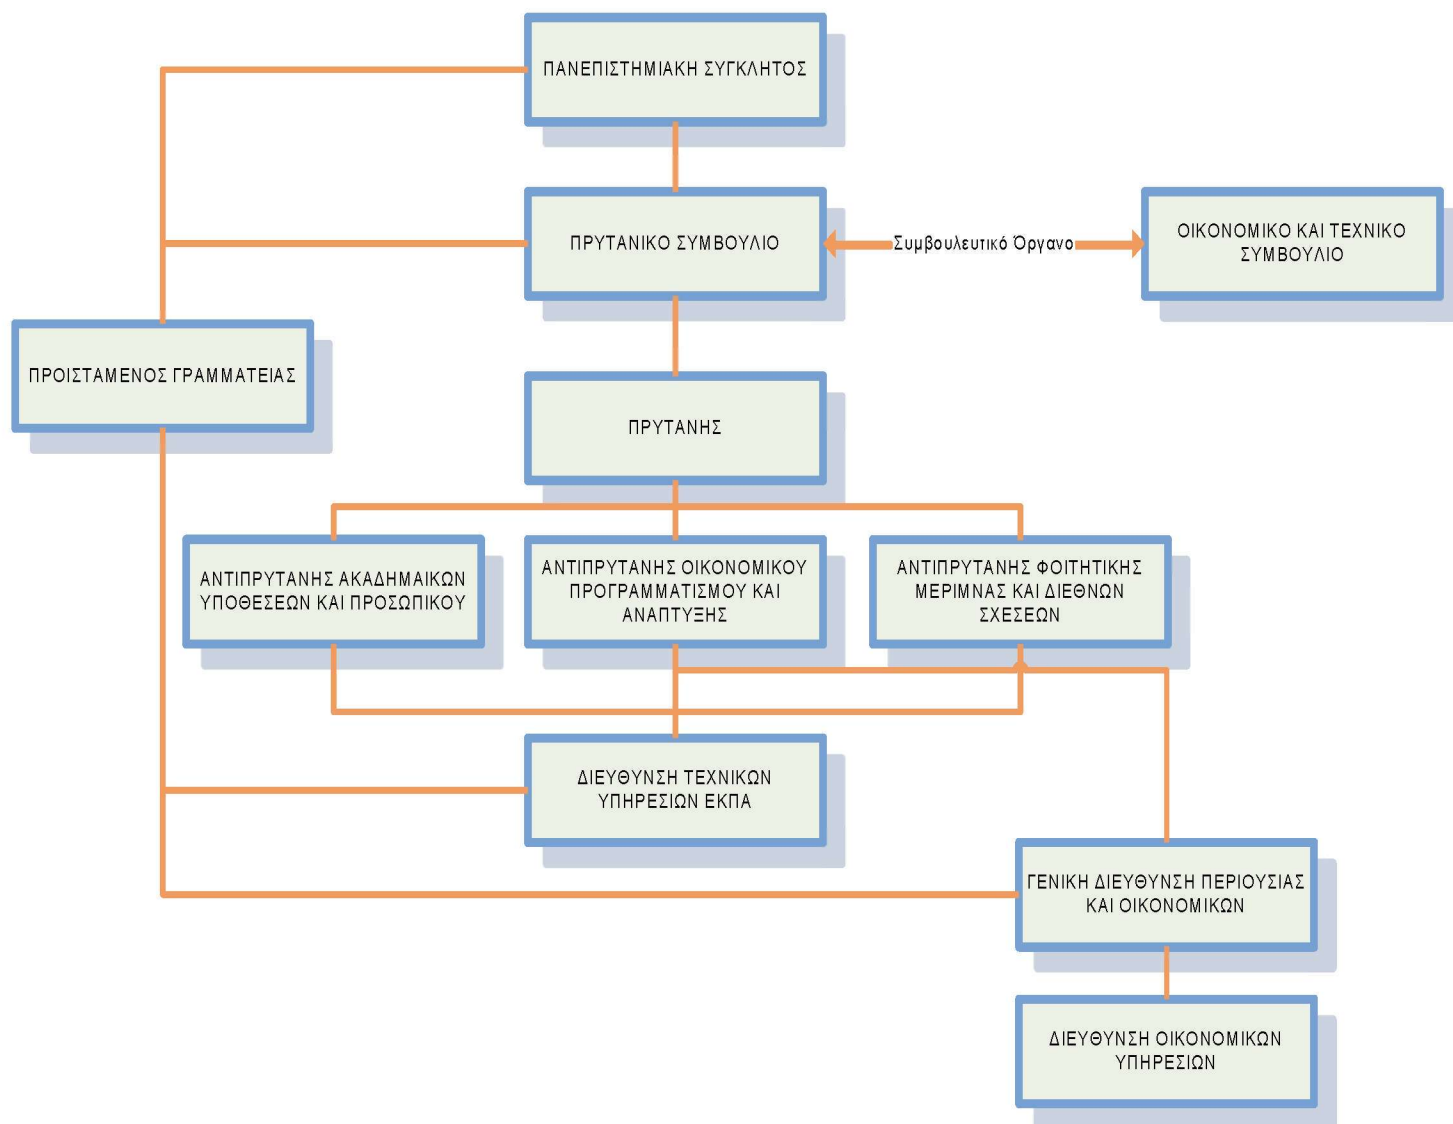 ΠΑΝΕΠΙΣΤΗΜΙΑΚΗ ΣΥΓΚΛΗΤΟΣ
ΠΡΥΤΑΝΙΚΟ ΣΥΜΒΟΥΛΙΟ
Συμβουλευτικό Όργανο
ΟΙΚΟΝΟΜΙΚΟ ΚΑΙ ΤΕΧΝΙΚΟ
ΣΥΜΒΟΥΛΙΟ
ΠΡΟΙΣΤΑΜΕΝΟΣ ΓΡΑΜΜΑΤΕΙΑΣ
ΠΡΥΤΑΝΗΣ
ΑΝΤΙΠΡΥΤΑΝΗΣ ΑΚΑΔΗΜΑΙΚΩΝ
ΥΠΟΘΕΣΕΩΝ ΚΑΙ ΠΡΟΣΩΠΙΚΟΥ
ΑΝΤΙΠΡΥΤΑΝΗΣ ΟΙΚΟΝΟΜΙΚΟΥ
ΠΡΟΓΡΑΜΜΑΤΙΣΜΟΥ ΚΑΙ
ΑΝΑΠΤΥΞΗΣ
ΑΝΤΙΠΡΥΤΑΝΗΣ ΦΟΙΤΗΤΙΚΗΣ
ΜΕΡΙΜΝΑΣ ΚΑΙ ΔΙΕΘΝΩΝ
ΣΧΕΣΕΩΝ
ΔΙΕΥΘΥΝΣΗ ΤΕΧΝΙΚΩΝ
ΥΠΗΡΕΣΙΩΝ ΕΚΠΑ
ΓΕΝΙΚΗ ΔΙΕΥΘΥΝΣΗ ΠΕΡΙΟΥΣΙΑΣ
ΚΑΙ ΟΙΚΟΝΟΜΙΚΩΝ
ΔΙΕΥΘΥΝΣΗ ΟΙΚΟΝΟΜΙΚΩΝ
ΥΠΗΡΕΣΙΩΝ